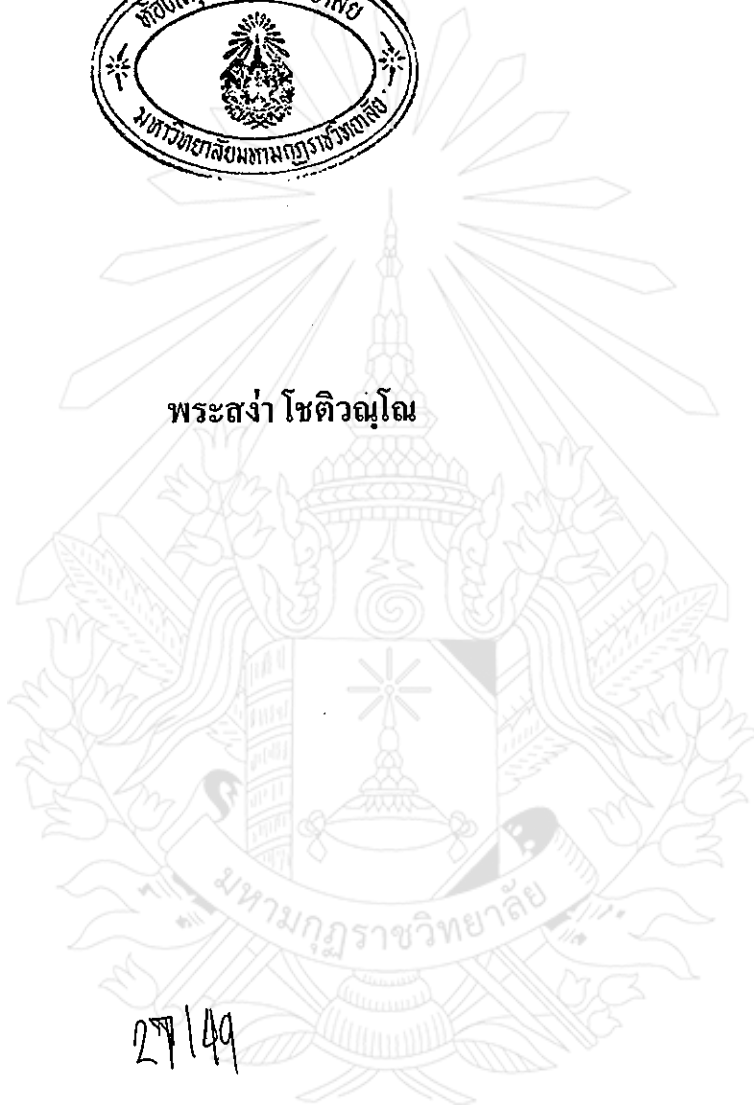 มหาวิทยาลัยมหามกุฏราชวิทยาลัย
พระสง่า โชติวณฺโณ
มหามกุฏราชวิทยาลัย